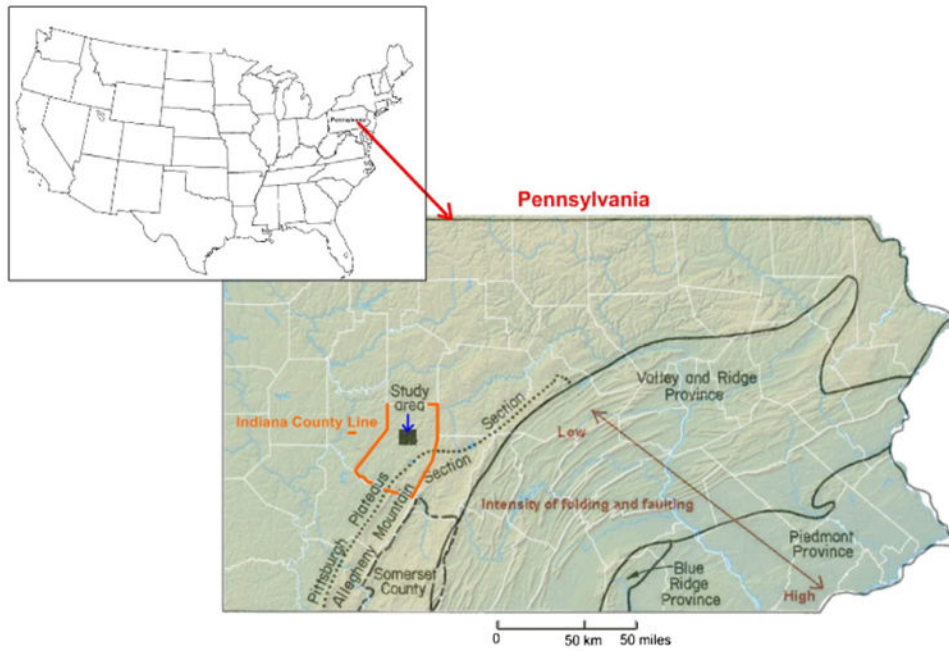 Pennsylvania
Pennsylvania
Study
area
Indiana County Line
Valley and Ridge
Province
Low
Section
Section
Pittsburgh Plateaus
Allegheny Mountain
Intensity of folding and faulting
Somerset
County
Blue
Ridge
Province
Piedmont
Province
High
0 50 km 50 miles